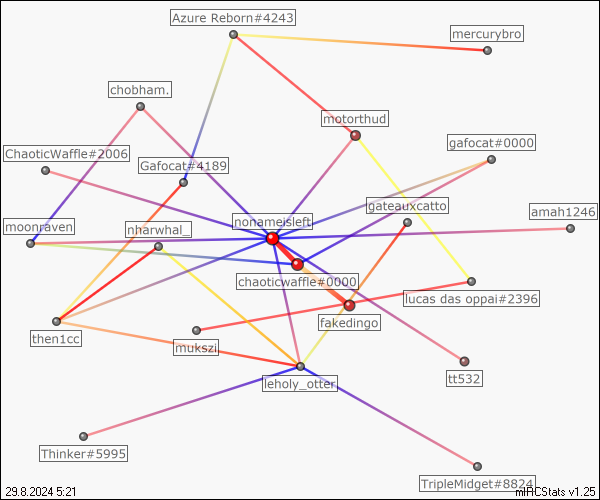 Azure Reborn#4243
mercurybro
chobham.
motorthud
gafocat#0000
ChaoticWaffle#2006
Gafocat#4189
gateauxcatto
amah1246
nonameisleft
moonraven
nharwhal_
chaoticwaffle#0000
lucas das oppai#2396
fakedingo
then1cc
mukszi
tt532
leholy_otter
Thinker#5995
TripleMidget#8824
29.8.2024 5:21
mIRCStats v1.25